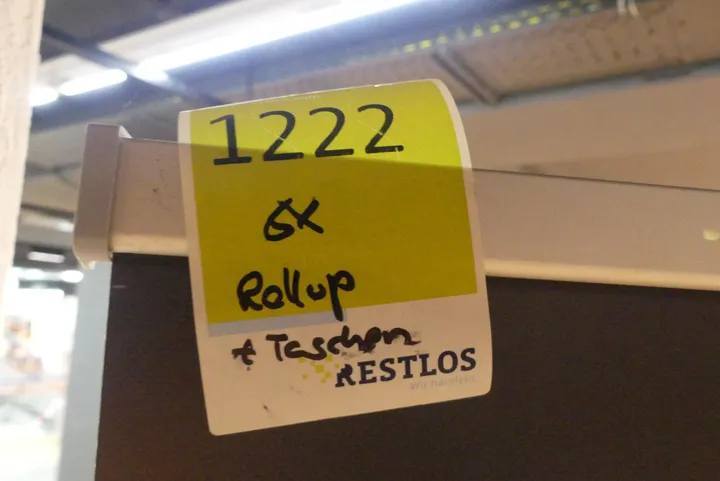 1222
6x
Rollup
+ Taschen
RESTLOS